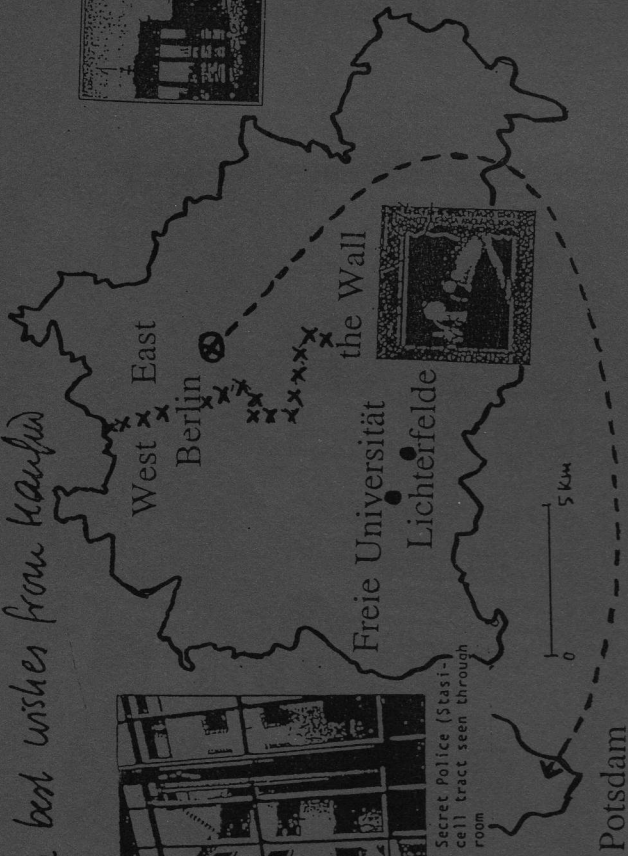 best wishes from Manfred
West East
Berlin
the Wall
Freie Universität
Lichterfelde
Secret Police (Stasi-
cell tract seen through
room
0 5 km
Potsdam